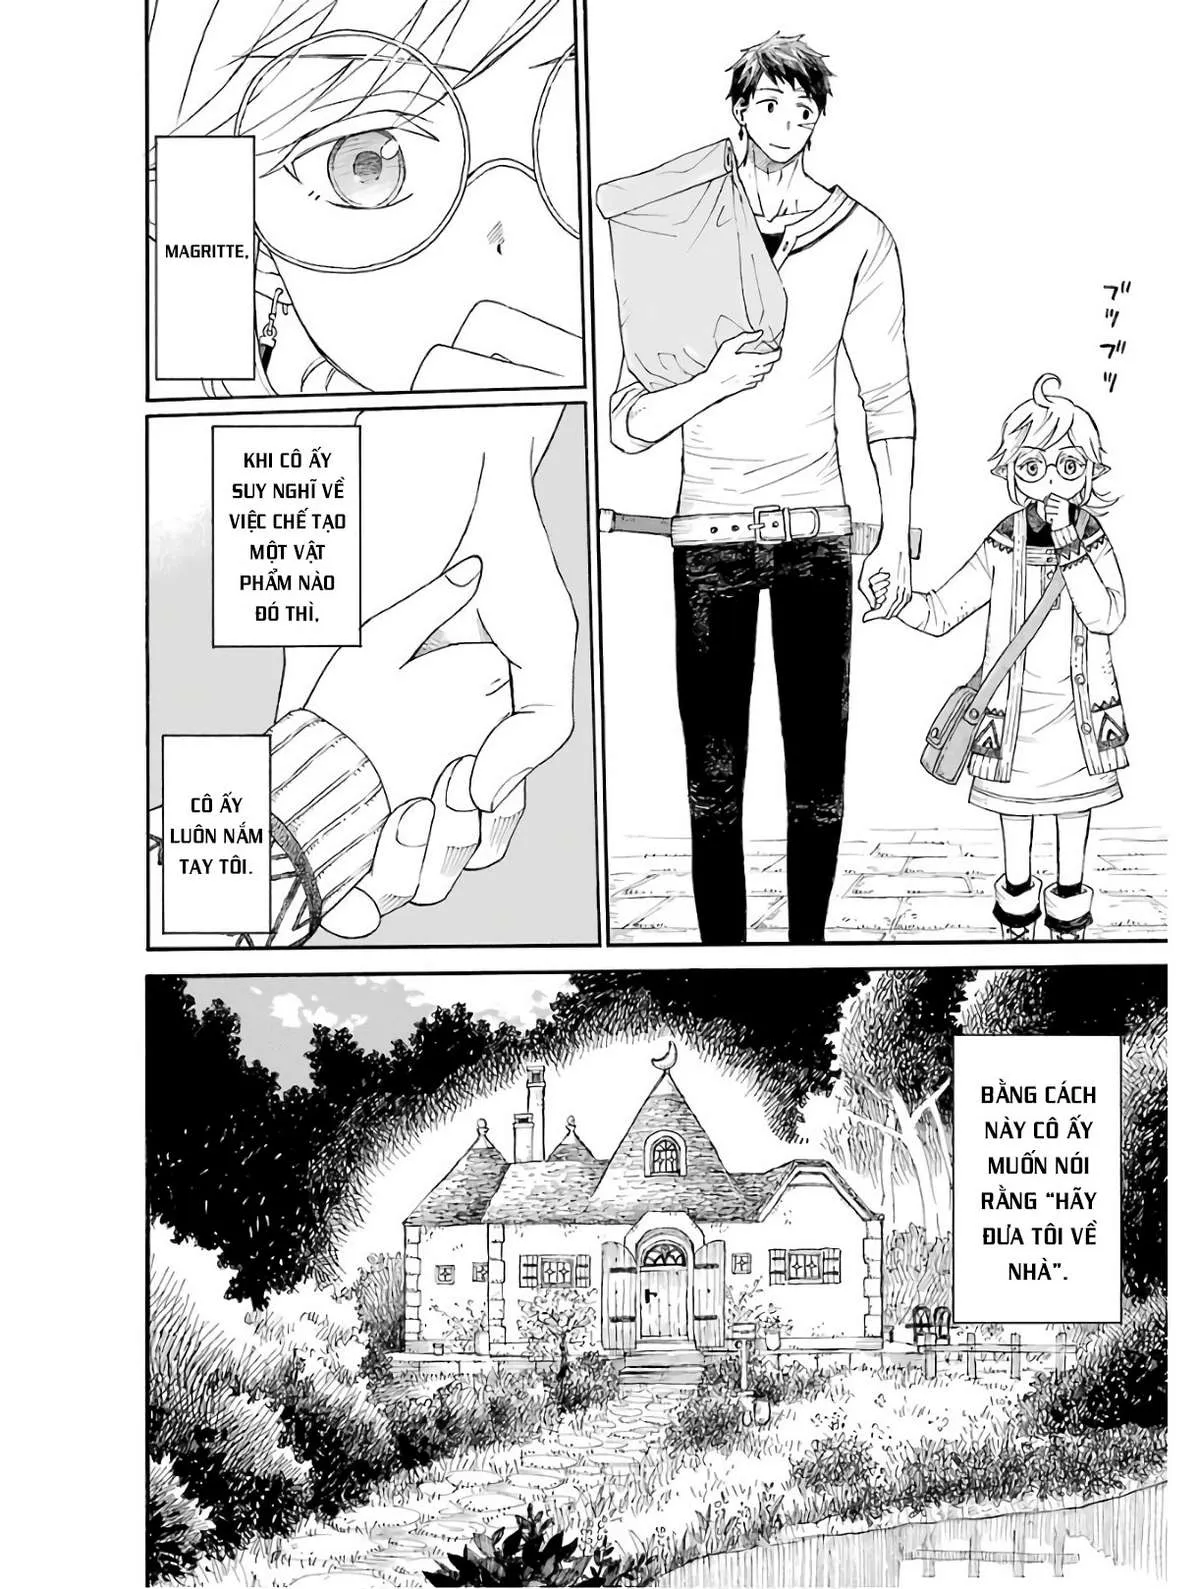 ブツブツ
MAGRITTE,
KHI CÔ ẤY
SUY NGHĨ VỀ
VIỆC CHẾ TẠO
MỘT VẬT
PHẨM NÀO
ĐÓ THÌ,
CÔ ẤY
LUÔN NẮM
TAY TÔI.
BẰNG CÁCH
NÀY CÔ ẤY
MUỐN NÓI
RẰNG “HÃY
ĐƯA TÔI VỀ
NHÀ”.